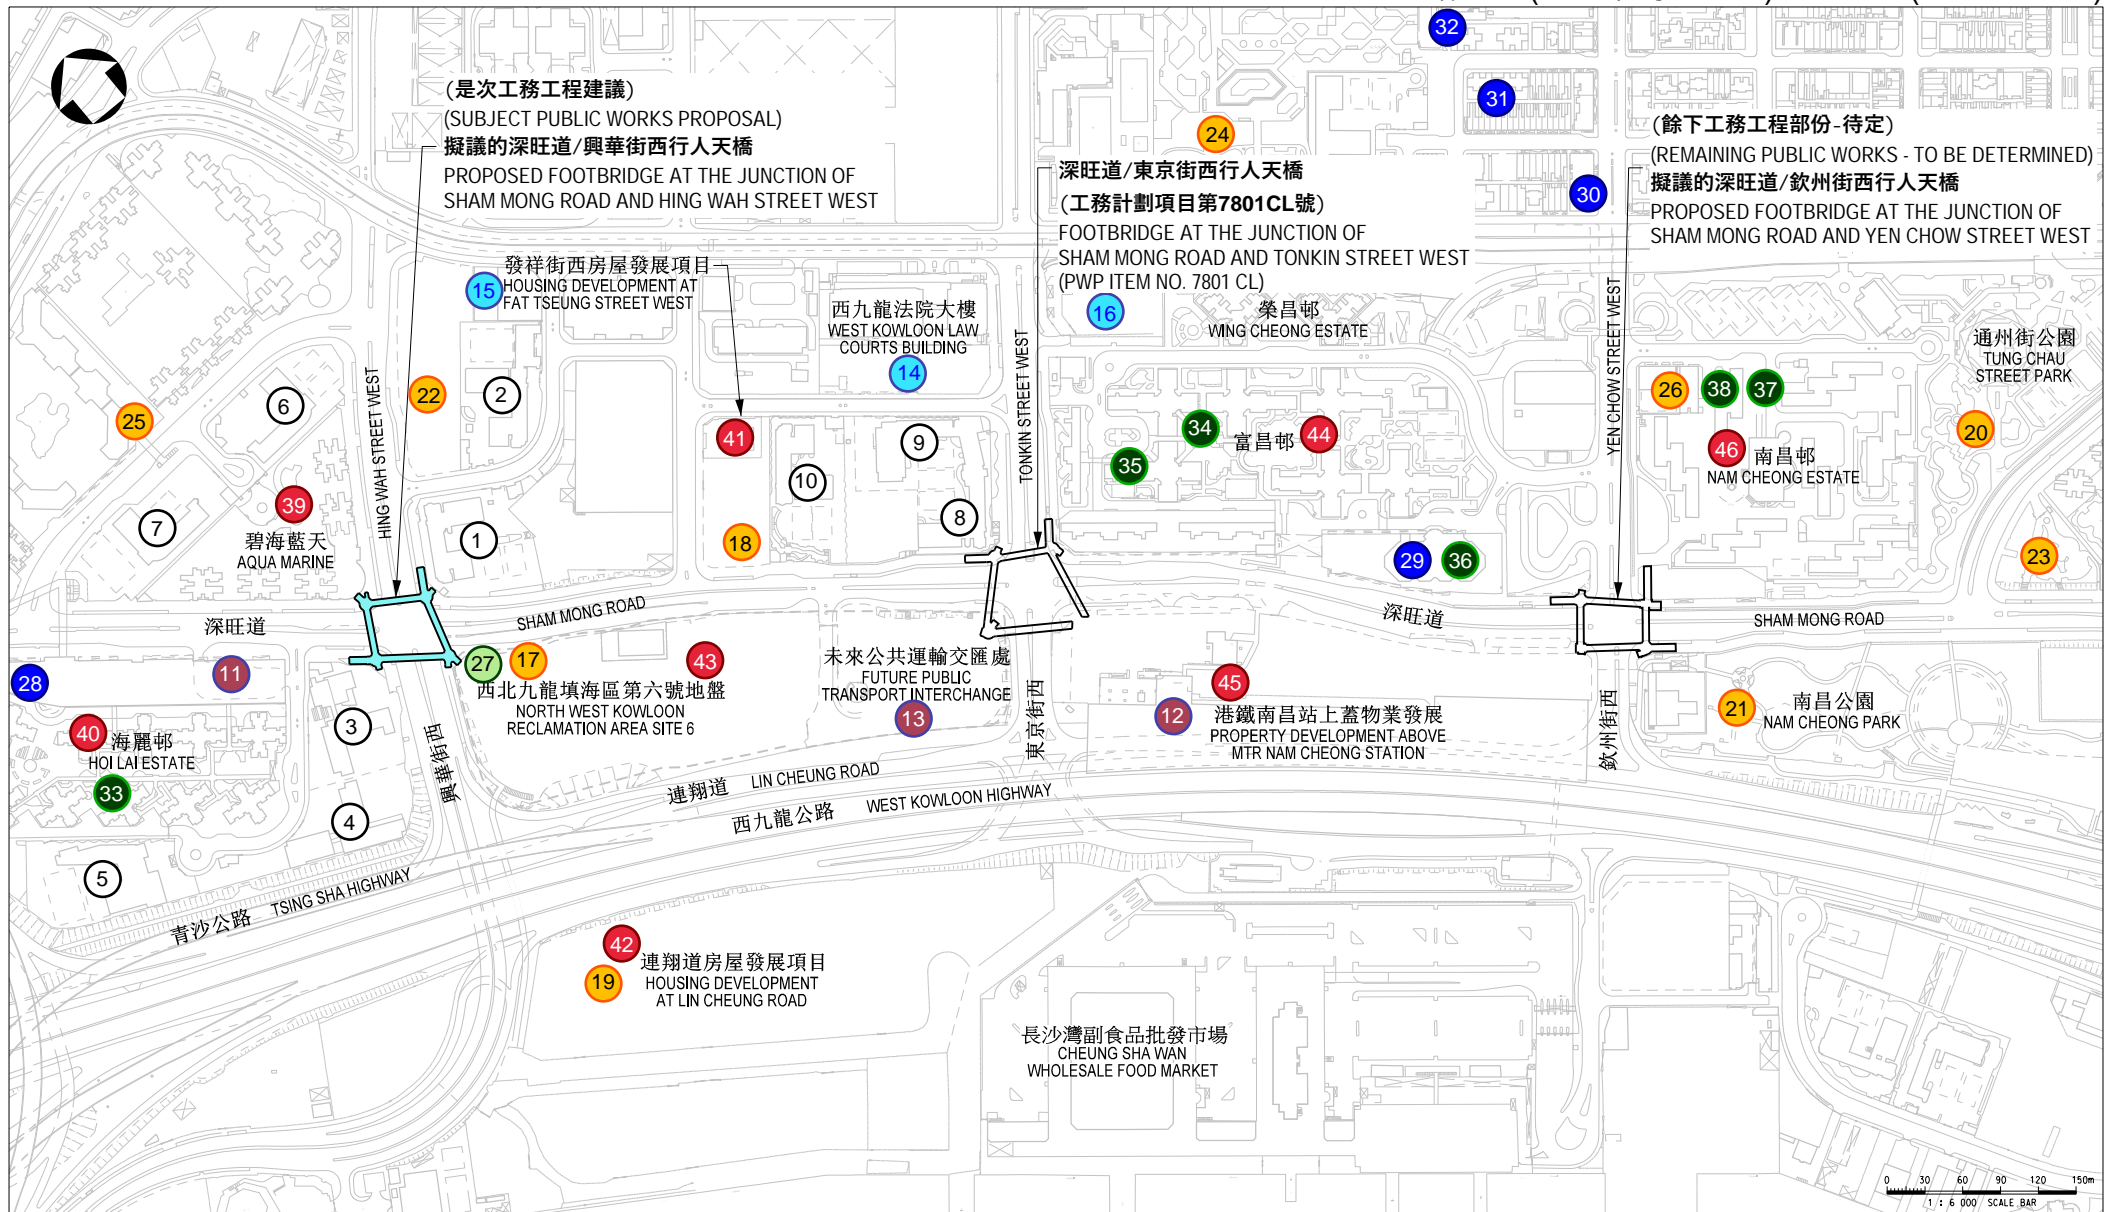 32
31
(是次工務工程建議)
(SUBJECT PUBLIC WORKS PROPOSAL)
擬議的深旺道/興華街西行人天橋
PROPOSED FOOTBRIDGE AT THE JUNCTION OF
SHAM MONG ROAD AND HING WAH STREET WEST
24
深旺道/東京街西行人天橋
(工務計劃項目第7801CL號)
FOOTBRIDGE AT THE JUNCTION OF
SHAM MONG ROAD AND TONKIN STREET WEST
(PWP ITEM NO. 7801 CL)
30
(餘下工務工程部份-待定)
(REMAINING PUBLIC WORKS - TO BE DETERMINED)
擬議的深旺道/欽州街西行人天橋
PROPOSED FOOTBRIDGE AT THE JUNCTION OF
SHAM MONG ROAD AND YEN CHOW STREET WEST
15
發祥街西房屋發展項目
HOUSING DEVELOPMENT AT
FAT TSEUNG STREET WEST
西九龍法院大樓
WEST KOWLOON LAW
COURTS BUILDING
14
16
榮昌邨
WING CHEONG ESTATE
通州街公園
TUNG CHAU
STREET PARK
HING WAH STREET WEST
TONKIN STREET WEST
YEN CHOW STREET WEST
25
6
22
2
41
9
10
8
18
34
35
富昌邨
44
26
38
37
46
南昌邨
NAM CHEONG ESTATE
20
23
7
39
碧海藍天
AQUA MARINE
1
29
36
深旺道
SHAM MONG ROAD
深旺道
SHAM MONG ROAD
28
11
27
17
43
西北九龍填海區第六號地盤
NORTH WEST KOWLOON
RECLAMATION AREA SITE 6
未來公共運輸交匯處
FUTURE PUBLIC
TRANSPORT INTERCHANGE
13
東京街西
45
12
港鐵南昌站上蓋物業發展
PROPERTY DEVELOPMENT ABOVE
MTR NAM CHEONG STATION
欽州街西
21
南昌公園
NAM CHEONG PARK
40
海麗邨
HOI LAI ESTATE
33
3
4
5
興華街西
連翔道 LIN CHEUNG ROAD
西九龍公路 WEST KOWLOON HIGHWAY
青沙公路 TSING SHA HIGHWAY
42
19
連翔道房屋發展項目
HOUSING DEVELOPMENT
AT LIN CHEUNG ROAD
長沙灣副食品批發市場
CHEUNG SHA WAN
WHOLESALE FOOD MARKET
0 30 60 90 120 150m
1 : 6 000 SCALE BAR